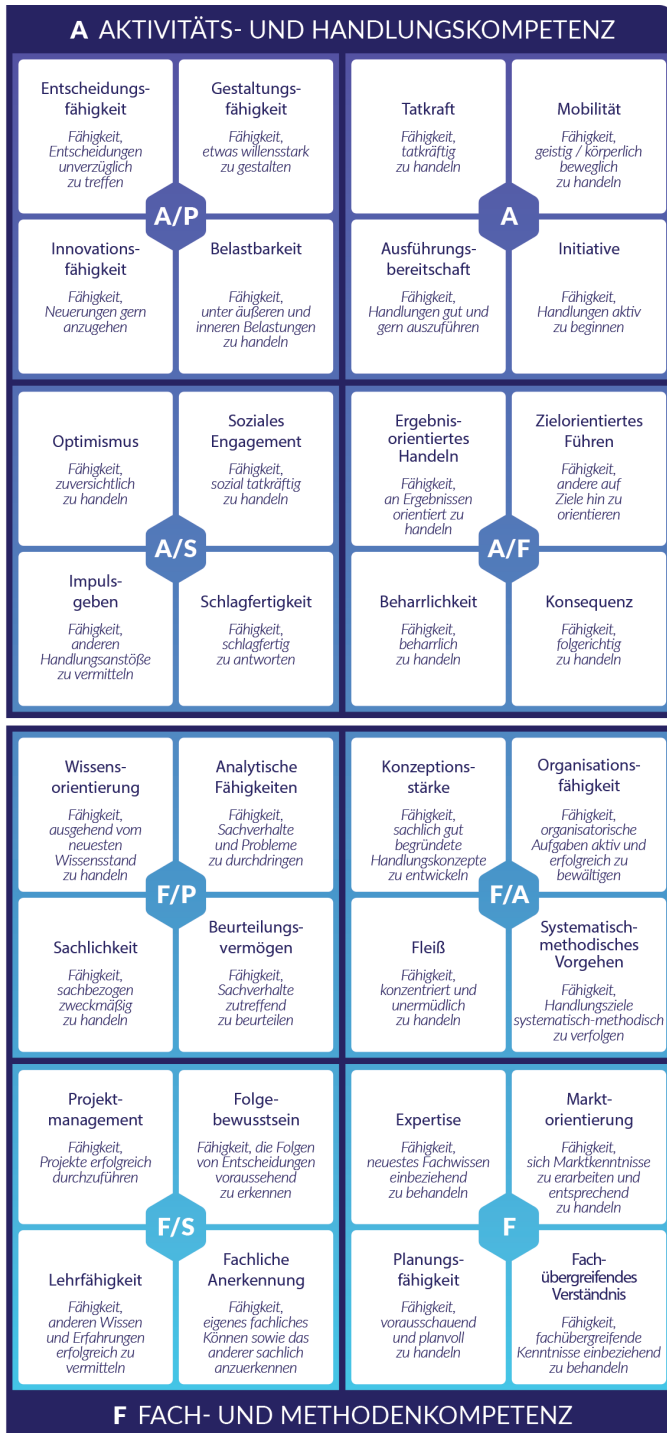 A AKTIVITÄTS- UND HANDLUNGSKOMPETENZ
Entscheidungs-
fähigkeit
Fähigkeit,
Entscheidungen
unverzüglich
zu treffen
Gestaltungs-
fähigkeit
Fähigkeit,
etwas willensstark
zu gestalten
A/P
Innovations-
fähigkeit
Fähigkeit,
Neuerungen gern
anzugehen
Belastbarkeit
Fähigkeit,
unter äußeren und
inneren Belastungen
zu handeln
Tatkraft
Fähigkeit,
tatkräftig
zu handeln
Mobilität
Fähigkeit,
geistig / körperlich
beweglich
zu handeln
A
Ausführungs-
bereitschaft
Fähigkeit,
Handlungen gut und
gern auszuführen
Initiative
Fähigkeit,
Handlungen aktiv
zu beginnen
Optimismus
Fähigkeit,
zuversichtlich
zu handeln
Soziales
Engagement
Fähigkeit,
sozial tatkräftig
zu handeln
A/S
Impuls-
geben
Fähigkeit,
anderen
Handlungsanstöße
zu vermitteln
Schlagfertigkeit
Fähigkeit,
schlagfertig
zu antworten
Ergebnis-
orientiertes
Handeln
Fähigkeit,
an Ergebnissen
orientiert zu
handeln
Zielorientiertes
Führen
Fähigkeit,
andere auf
Ziele hin zu
orientieren
A/F
Beharrlichkeit
Fähigkeit,
beharrlich
zu handeln
Konsequenz
Fähigkeit,
folgerichtig
zu handeln
Wissens-
orientierung
Fähigkeit,
ausgehend vom
neuesten
Wissensstand
zu handeln
Analytische
Fähigkeiten
Fähigkeit,
Sachverhalte
und Probleme
zu durchdringen
F/P
Sachlichkeit
Fähigkeit,
sachbezogen
zweckmäßig
zu handeln
Beurteilungs-
vermögen
Fähigkeit,
Sachverhalte
zutreffend
zu beurteilen
Konzeptions-
stärke
Fähigkeit,
sachlich gut
begründete
Handlungskonzepte
zu entwickeln
Organisations-
fähigkeit
Fähigkeit,
organisatorische
Aufgaben aktiv und
erfolgreich zu
bewältigen
F/A
Fleiß
Fähigkeit,
konzentriert und
unermüdlich
zu handeln
Systematisch-
methodisches
Vorgehen
Fähigkeit,
Handlungsziele
systematisch-methodisch
zu verfolgen
Projekt-
management
Fähigkeit,
Projekte erfolgreich
durchzuführen
Folge-
bewusstsein
Fähigkeit, die Folgen
von Entscheidungen
voraussehend
zu erkennen
F/S
Lehrfähigkeit
Fähigkeit,
anderen Wissen
und Erfahrungen
erfolgreich zu
vermitteln
Fachliche
Anerkennung
Fähigkeit,
eigenes fachliches
Können sowie das
anderer sachlich
anzuerkennen
Expertise
Fähigkeit,
neuestes Fachwissen
einbeziehend
zu behandeln
Markt-
orientierung
Fähigkeit,
sich Marktkenntnisse
zu erarbeiten und
entsprechend
zu handeln
F
Planungs-
fähigkeit
Fähigkeit,
vorausschauend
und planvoll
zu handeln
Fach-
übergreifendes
Verständnis
Fähigkeit,
fachübergreifende
Kenntnisse einbeziehend
zu behandeln
F FACH- UND METHODENKOMPETENZ